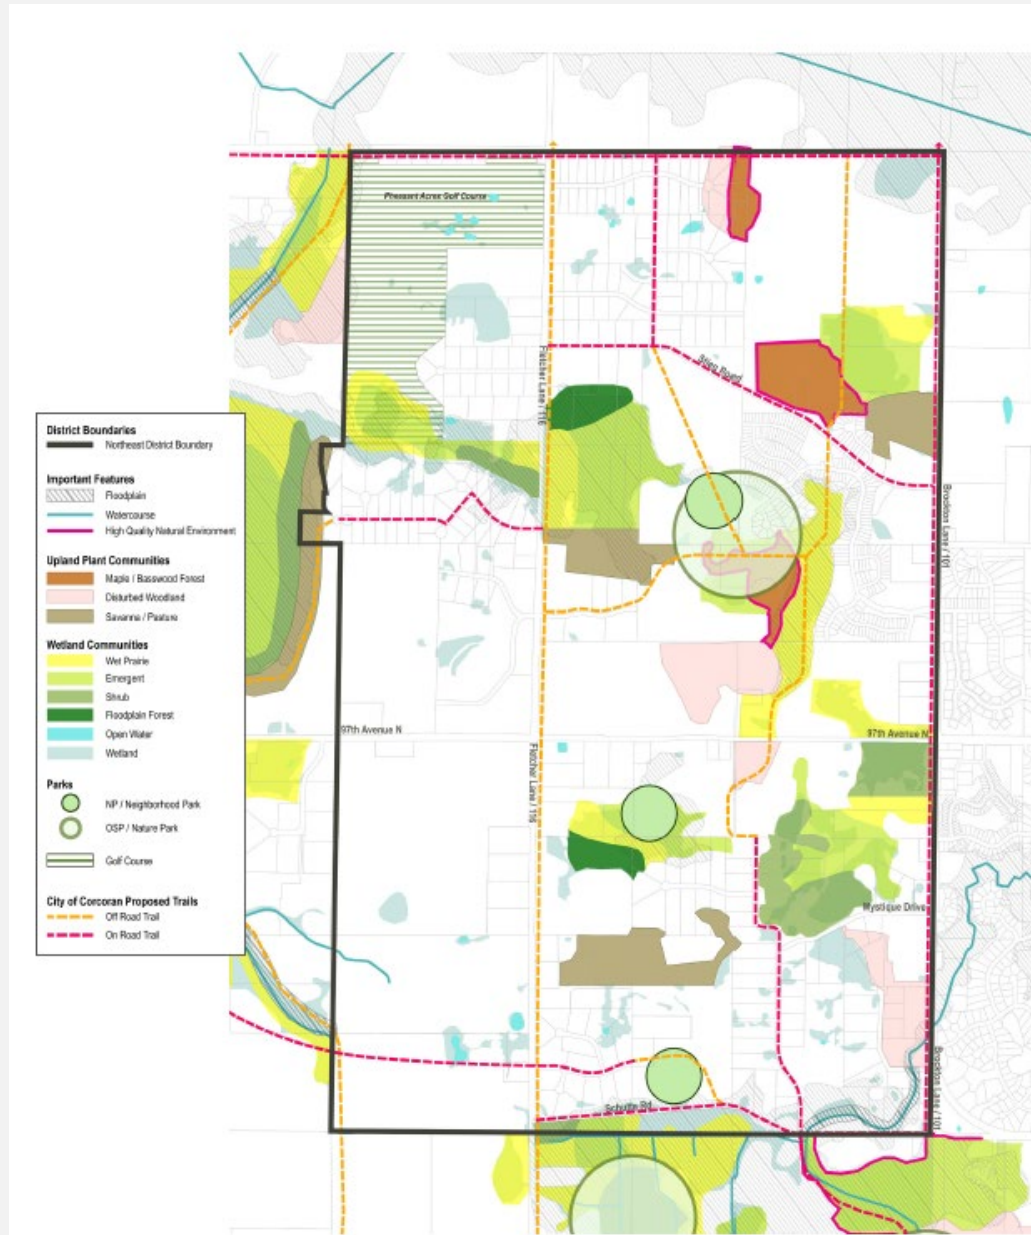 Pheasant Acres Golf Course
Fletcher Lane / 116
Stieg Road
Brockton Lane / 101
District Boundaries
Northeast District Boundary
Important Features
Floodplain
Watercourse
High Quality Natural Environment
Upland Plant Communities
Maple / Basswood Forest
Disturbed Woodland
Savanna / Pasture
Wetland Communities
Wet Prairie
Emergent
Shrub
Floodplain Forest
Open Water
Wetland
Parks
NP / Neighborhood Park
OSP / Nature Park
Golf Course
City of Corcoran Proposed Trails
Off Road Trail
On Road Trail
97th Avenue N
97th Avenue N
Fletcher Lane / 116
Mystique Drive
Schutte Rd
Brockton Lane / 101